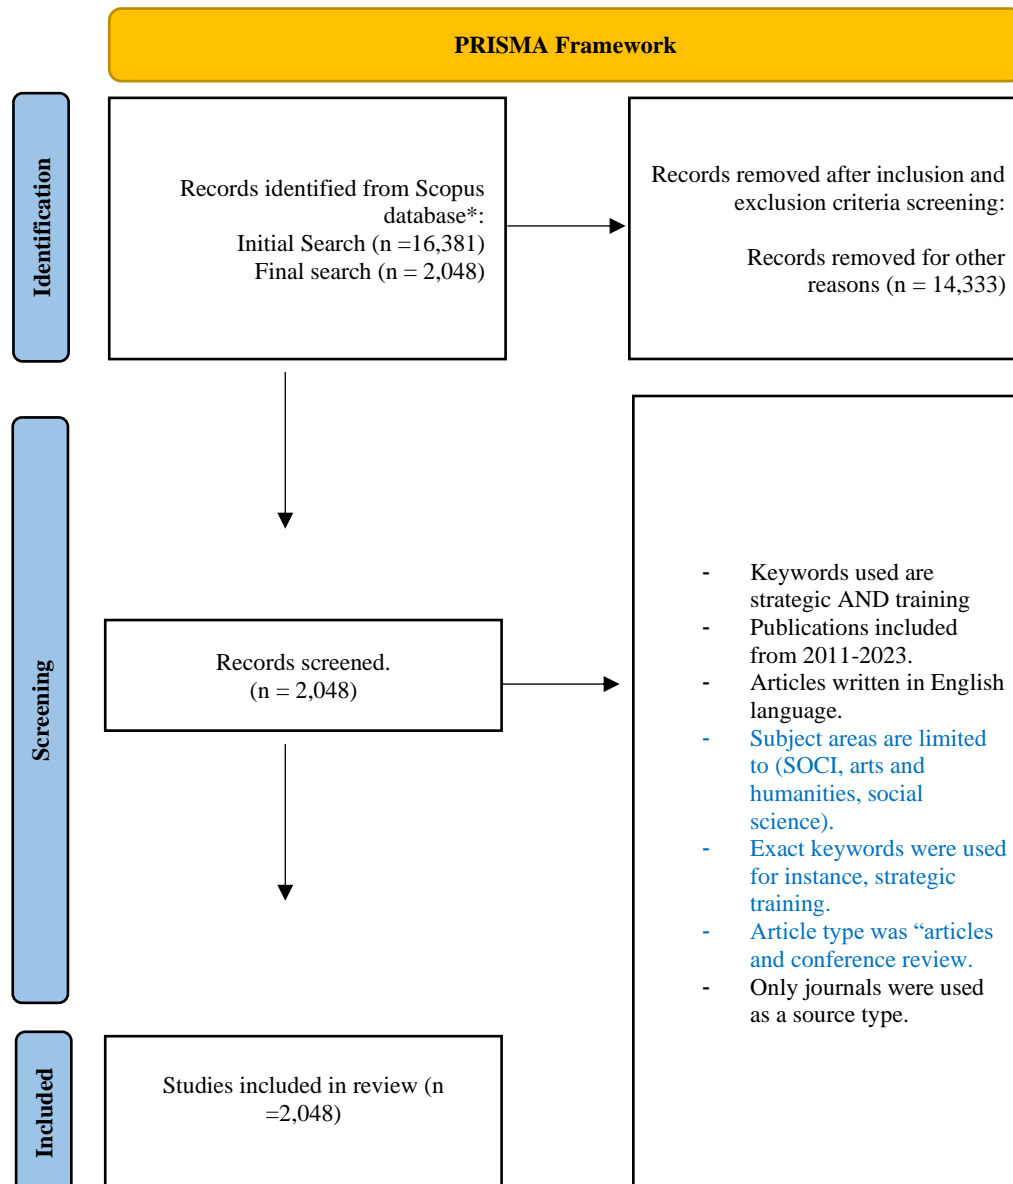 PRISMA Framework
Identification
Records identified from Scopus
database*:
Initial Search (n =16,381)
Final search (n = 2,048)
Records removed after inclusion and
exclusion criteria screening:
Records removed for other
reasons (n = 14,333)
Screening
Records screened.
(n = 2,048)
- Keywords used are
strategic AND training
- Publications included
from 2011-2023.
- Articles written in English
language.
- Subject areas are limited
to (SOCI, arts and
humanities, social
science).
- Exact keywords were used
for instance, strategic
training.
- Article type was “articles
and conference review.
- Only journals were used
as a source type.
Included
Studies included in review (n
=2,048)